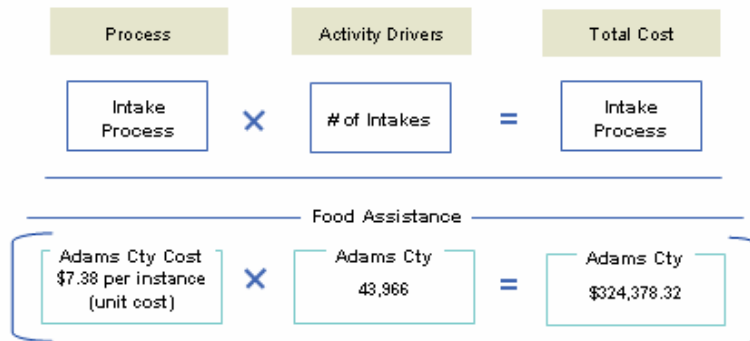 Process Activity Drivers Total Cost
Intake Process × # of Intakes = Intake Process
Food Assistance
Adams Cty Cost
$7.38 per instance
(unit cost)
×
Adams Cty
43,966
=
Adams Cty
$324,378.32